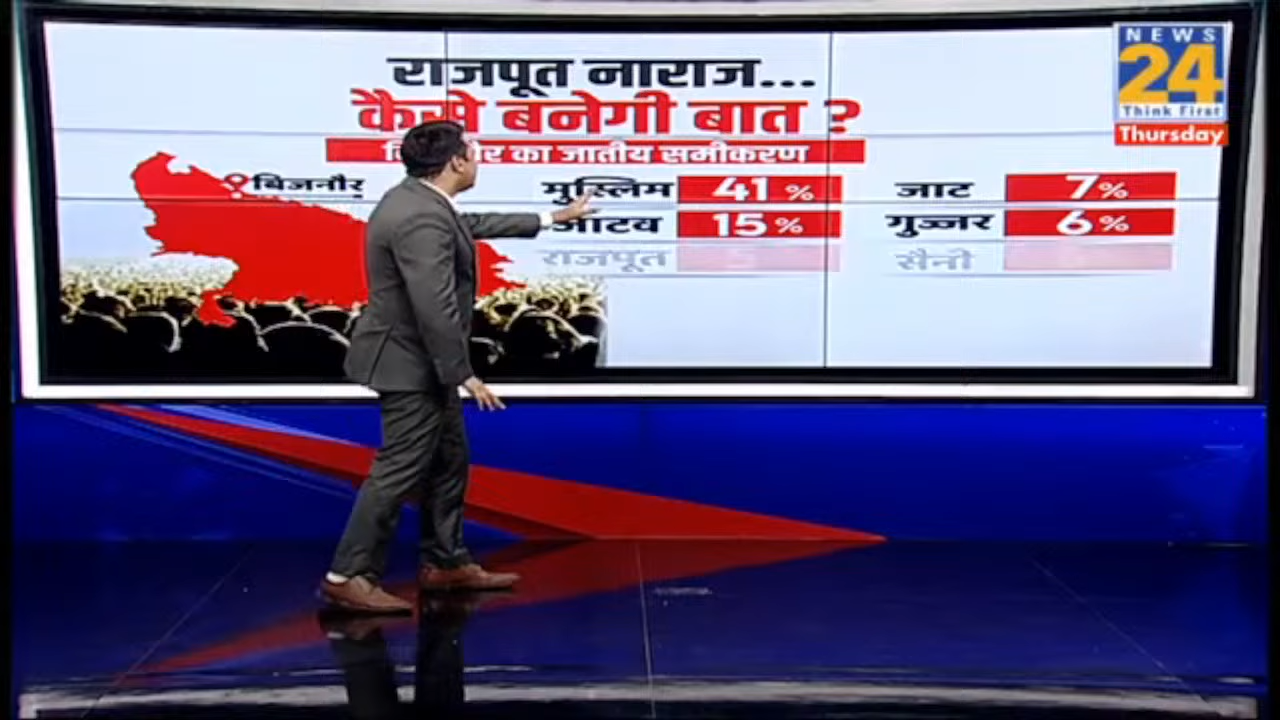 राजपूत नाराज...
कैसे बनेगी बात ?
का जातीय समीकरण
बिजनौर
मुस्लिम 41 % जाट 7%
जाटव 15 % गुज्जर 6 %
राजपूत सैनी
NEWS
24
Think First
Thursday